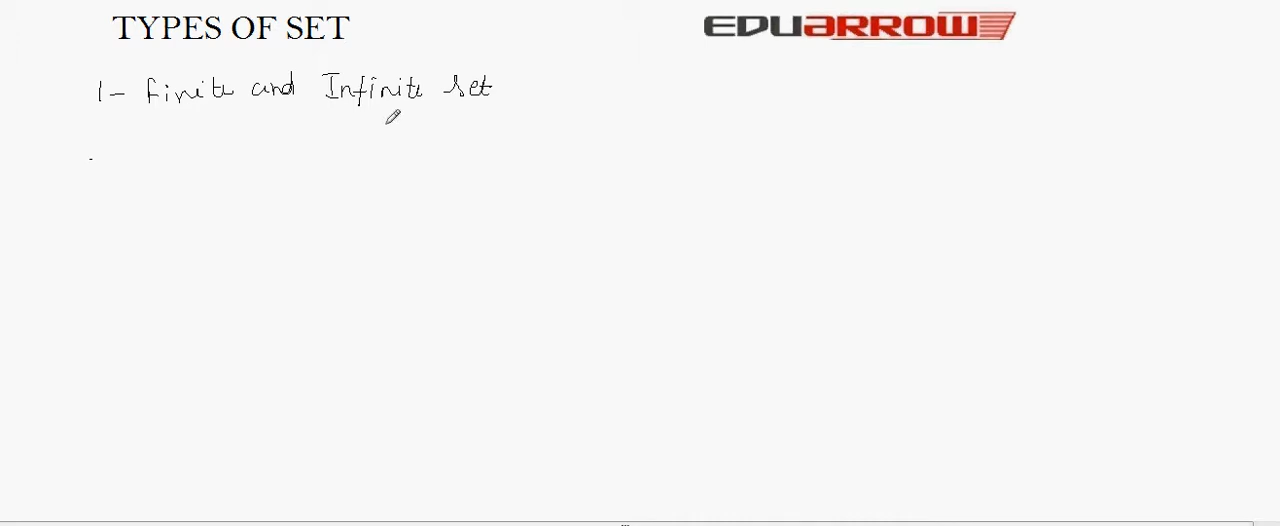 TYPES OF SET
EDUARROW
1- Finite and Infinite set